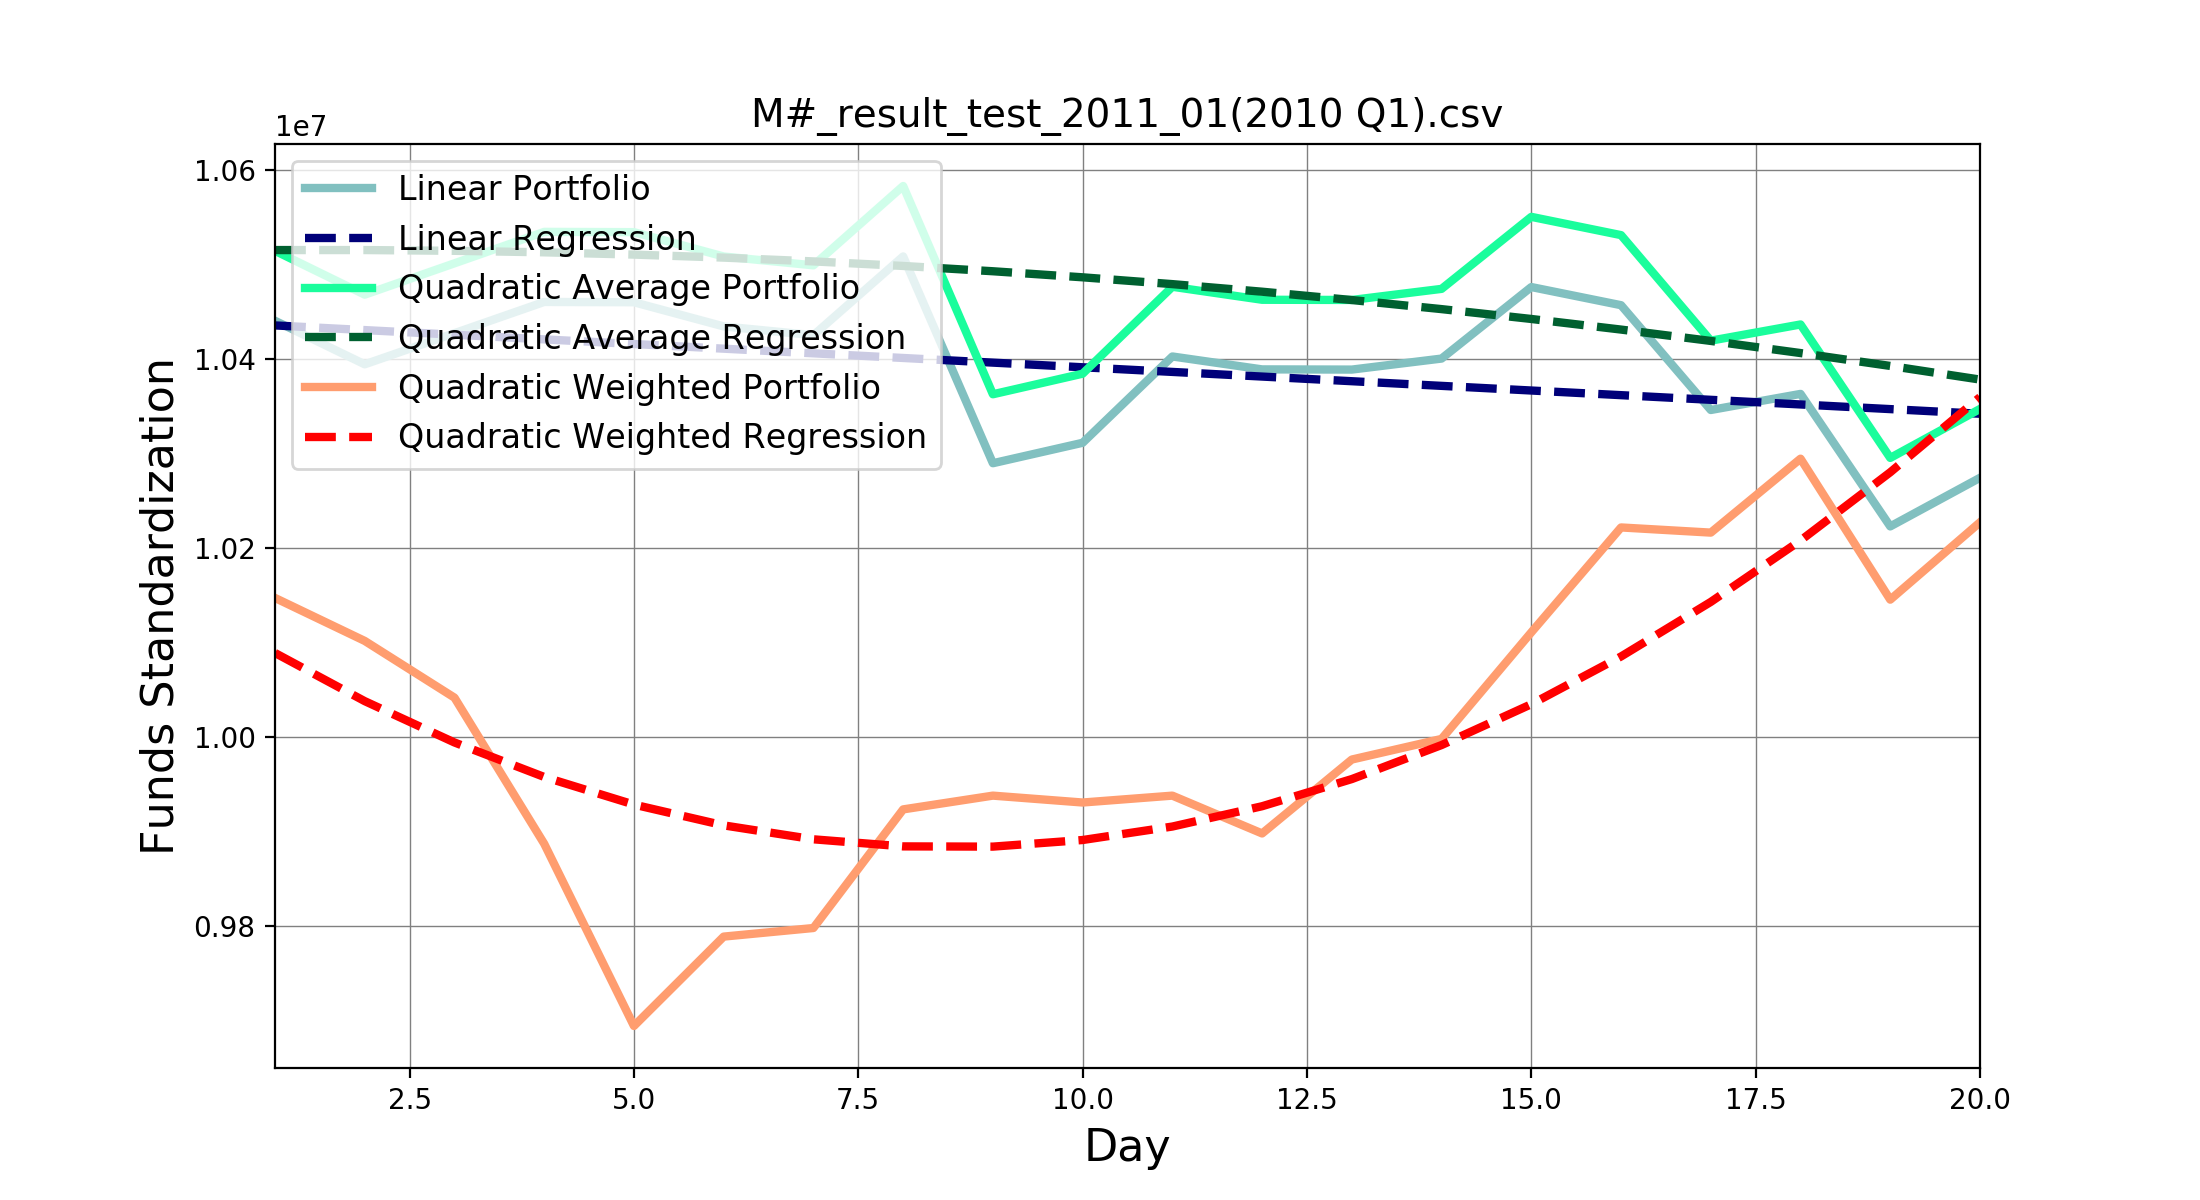 M#_result_test_2011_01(2010 Q1).csv
1e7
1.06
1.04
1.02
1.00
0.98
Funds Standardization
Linear Portfolio
Linear Regression
Quadratic Average Portfolio
Quadratic Average Regression
Quadratic Weighted Portfolio
Quadratic Weighted Regression
2.5 5.0 7.5 10.0 12.5 15.0 17.5 20.0
Day